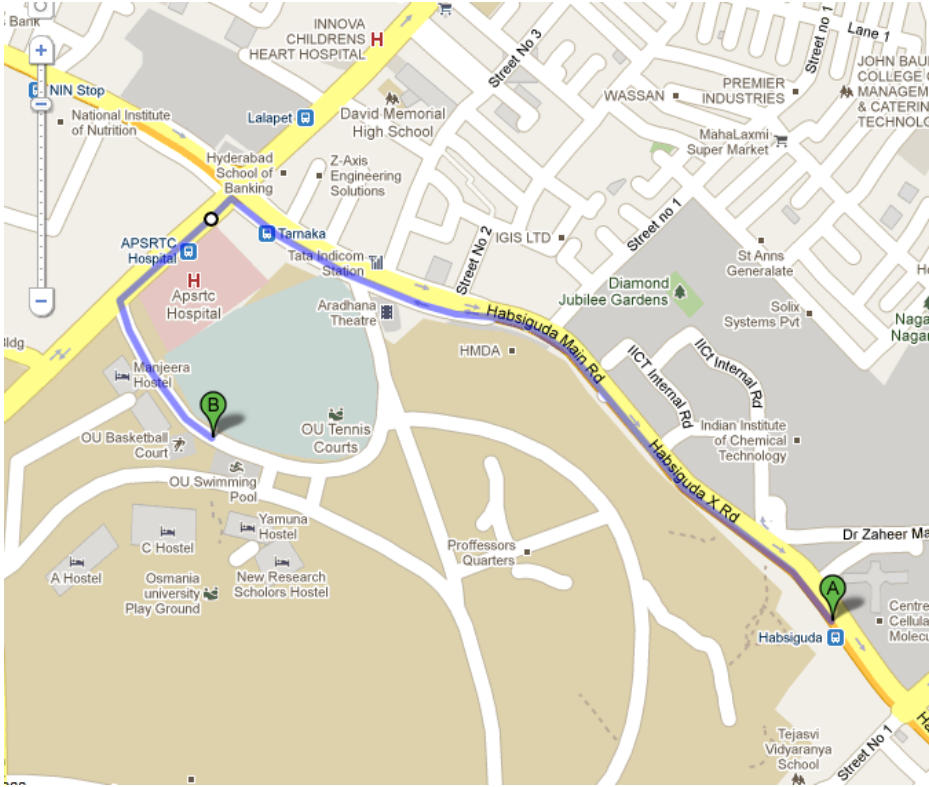 s Bank
INNOVA
CHILDRENS
HEART HOSPITAL
H
Street No 3
Street no 1
Lane 1
NIN Stop
National Institute
of Nutrition
Lalapet
David Memorial
High School
WASSAN
PREMIER
INDUSTRIES
JOHN BAU
COLLEGE O
MANAGEM
& CATERIN
TECHNOLO
MahaLaxmi
Super Market
Hyderabad
School of
Banking
Z-Axis
Engineering
Solutions
APSRTC
Hospital
Tarnaka
Tata Indicom
Station
Street No 2
IGIS LTD
Street no 1
St Anns
Generalate
H
Apsrtc
Hospital
Aradhana
Theatre
Diamond
Jubilee Gardens
Solix
Systems Pvt
Ho
Naga
Nagar
Bldg
Habsiguda Main Rd
HMDA
IICT Internal Rd
IICt Internal Rd
Manjeera
Hostel
B
OU Basketball
Court
OU Tennis
Courts
Indian Institute
of Chemical
Technology
OU Swimming
Pool
Habsiguda X Rd
Yamuna
Hostel
C Hostel
A Hostel
Osmania
university
Play Ground
New Research
Scholors Hostel
Proffessors
Quarters
Dr Zaheer Ma
A
Habsiguda
Centre
Cellula
Molecu
Ha
Tejasvi
Vidyaranya
School
Street No 1